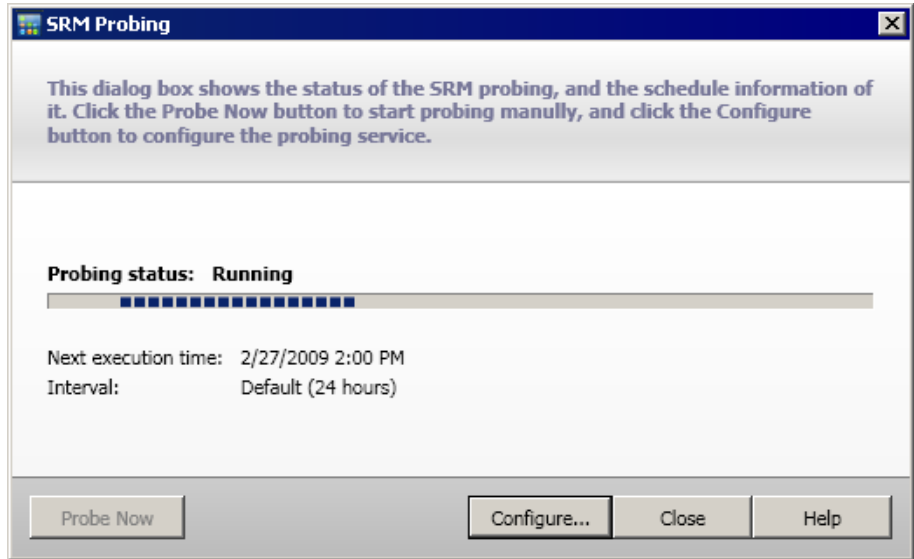 SRM Probing
This dialog box shows the status of the SRM probing, and the schedule information of
it. Click the Probe Now button to start probing manully, and click the Configure
button to configure the probing service.
Probing status: Running
Next execution time: 2/27/2009 2:00 PM
Interval: Default (24 hours)
Probe Now Configure... Close Help